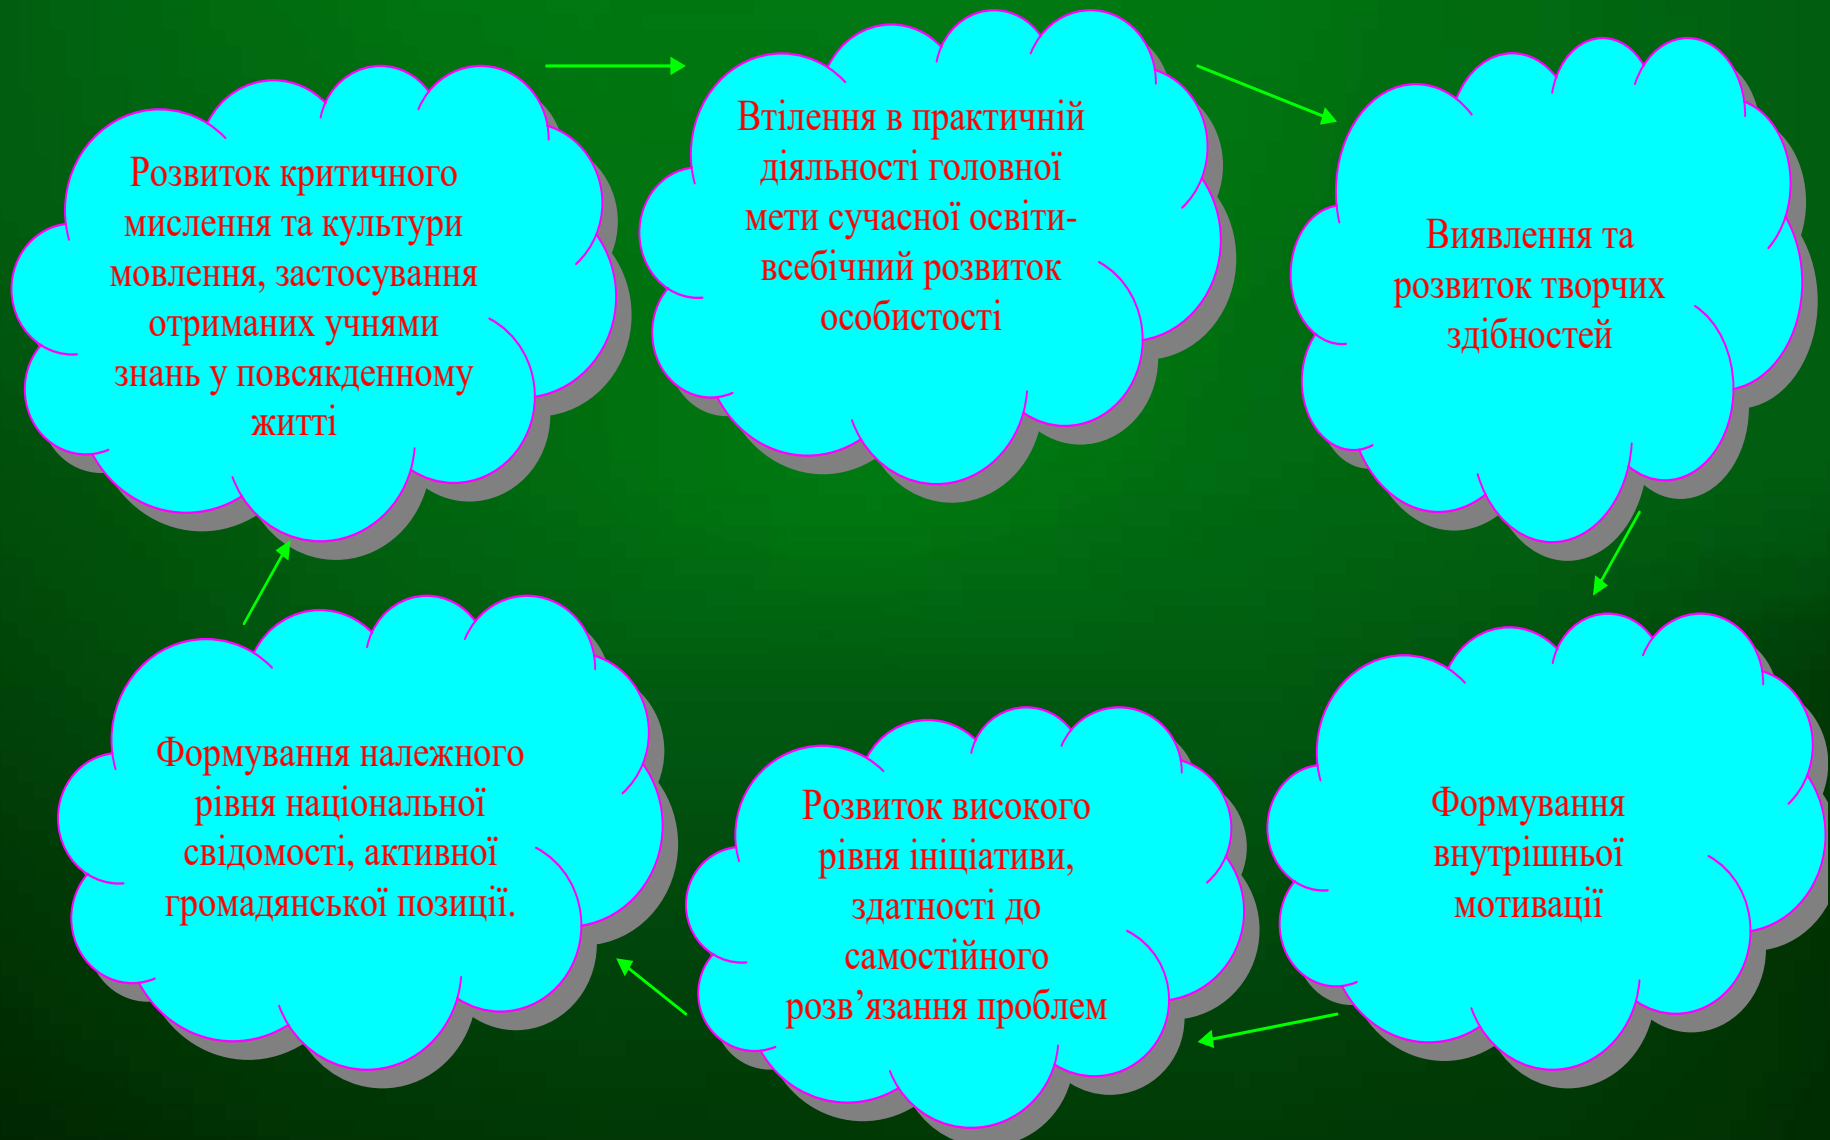 Розвиток критичного
мислення та культури
мовлення, застосування
отриманих учнями
знань у повсякденному
житті
Втілення в практичній
діяльності головної
мети сучасної освіти-
всебічний розвиток
особистості
Виявлення та
розвиток творчих
здібностей
Формування
внутрішньої
мотивації
Розвиток високого
рівня ініціативи,
здатності до
самостійного
розв’язання проблем
Формування належного
рівня національної
свідомості, активної
громадянської позиції.